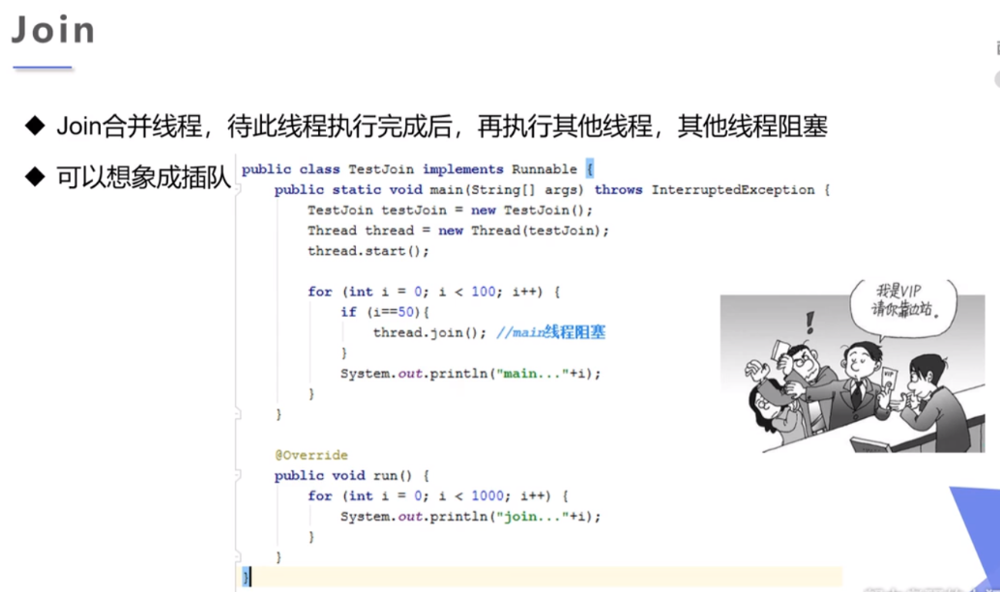 Join
◆ Join合并线程，待此线程执行完成后，再执行其他线程，其他线程阻塞
◆ 可以想象成插队
public class TestJoin implements Runnable {
    public static void main(String[] args) throws InterruptedException {
        TestJoin testJoin = new TestJoin();
        Thread thread = new Thread(testJoin);
        thread.start();
        for (int i = 0; i < 100; i++) {
            if (i==50){
                thread.join(); //main线程阻塞
            }
            System.out.println("main..."+i);
        }
    }
    @Override
    public void run() {
        for (int i = 0; i < 1000; i++) {
            System.out.println("join..."+i);
        }
    }
}
我是VIP
请你靠边站。
!
VIP